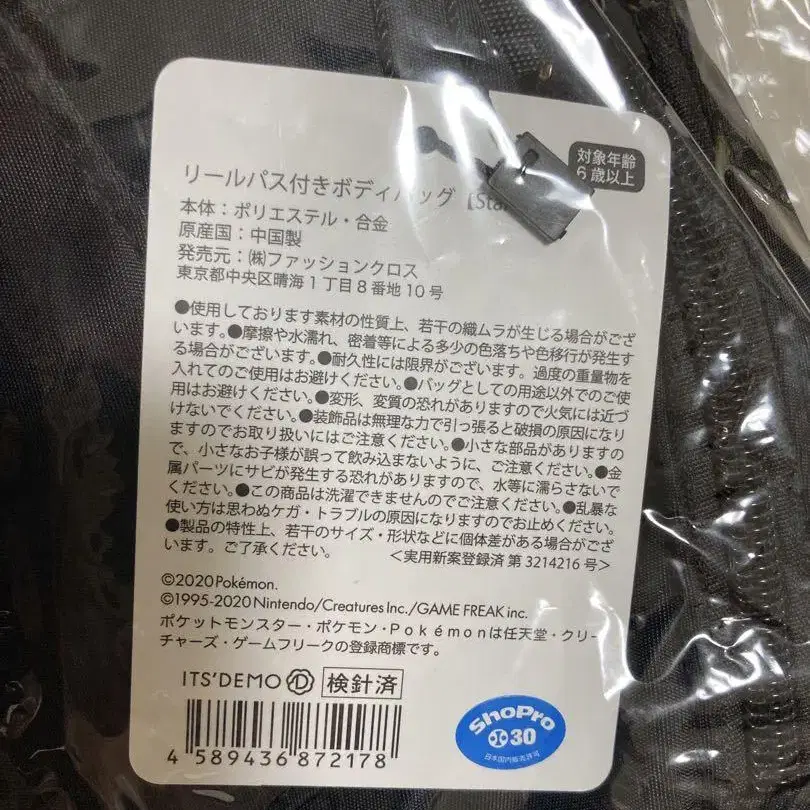 対象年齢
6歳以上
リールパス付きボディバッグ【Sta
本体：ポリエステル・合金
原産国：中国製
発売元：㈱ファッションクロス
東京都中央区晴海1丁目8番地10号
●使用しております素材の性質上、若干の織ムラが生じる場合がござ
います。●摩擦や水濡れ、密着等による多少の色落ちや色移行が発生す
る場合がございます。●耐久性には限界がございます。過度の重量物を
入れてのご使用はお避けください。●バッグとしての用途以外でのご使
用はお避けください。●変形、変質の恐れがありますので火気には近づ
けないでください。●装飾品は無理な力で引っ張ると破損の原因になり
ますのでお取り扱いにはご注意ください。●小さな部品がありますの
で、小さなお子様が誤って飲み込まないように、ご注意ください。●金
属パーツにサビが発生する恐れがありますので、水等に濡らさないで
ください。●この商品は洗濯できませんのでご注意ください。●乱暴な
使い方は思わぬケガ・トラブルの原因になりますのでお止めください。
●製品の特性上、若干のサイズ・形状などに個体差がある場合がござ
います。ご了承ください。 ＜実用新案登録済 第 3214216 号＞
©2020 Pokémon.
©1995-2020 Nintendo/Creatures Inc./GAME FREAK inc.
ポケットモンスター・ポケモン・Pokémonは任天堂・クリー
チャーズ・ゲームフリークの登録商標です。
ITS'DEMO 検針済
4 589436 872178
ShoPro
30
日本国内販売許可